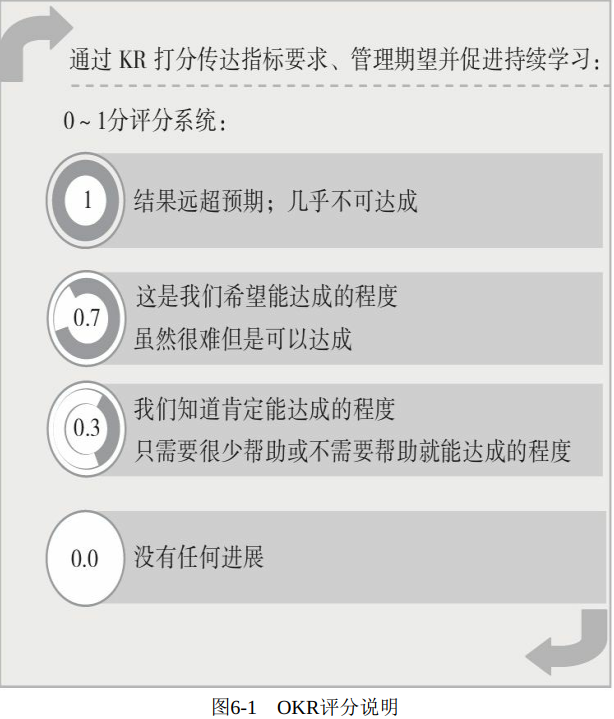 通过 KR 打分传达指标要求、管理期望并促进持续学习：
0～1分评分系统：
1
结果远超预期；几乎不可达成
0.7
这是我们希望能达成的程度
虽然很难但是可以达成
0.3
我们知道肯定能达成的程度
只需要很少帮助或不需要帮助就能达成的程度
0.0
没有任何进展
图6-1　OKR评分说明